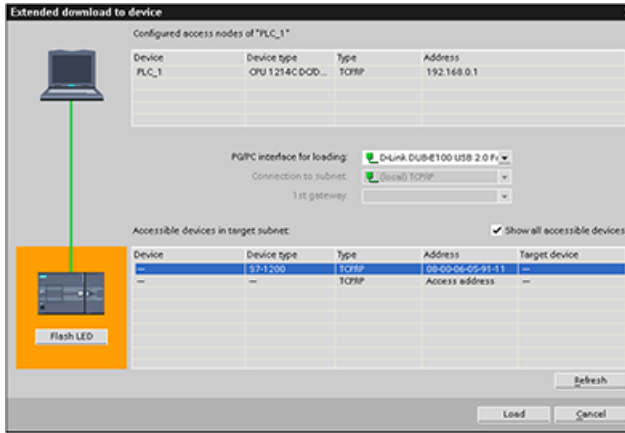 Extended download to device
Configured access nodes of "PLC_1"
Device Device type Type Address
PLC_1 CPU 1214C DC/D... TCP/IP 192.168.0.1
PG/PC interface for loading: D-Link DUB-E100 USB 2.0 Fa
Connection to subnet: (local) TCP/IP
1st gateway:
Accessible devices in target subnet: Show all accessible devices
Device Device type Type Address Target device
— S7-1200 TCP/IP 08-00-06-05-91-11 —
— — TCP/IP Access address —
Flash LED
Refresh
Load Cancel